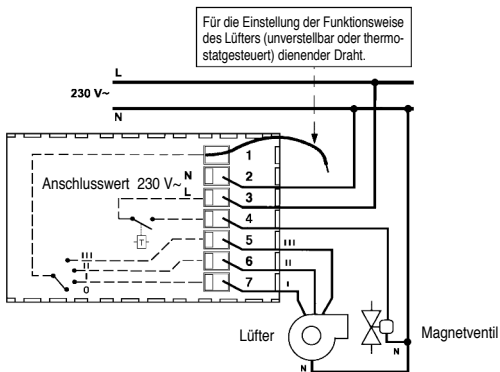 Für die Einstellung der Funktionsweise
des Lüfters (unverstellbar oder thermo-
statgesteuert) dienender Draht.
L
230 V~
N
1
Anschlusswert 230 V~ N
2
L
3
4
T
III
5
III
II
6
II
I
7
I
0
Lüfter
Magnetventil
N
N